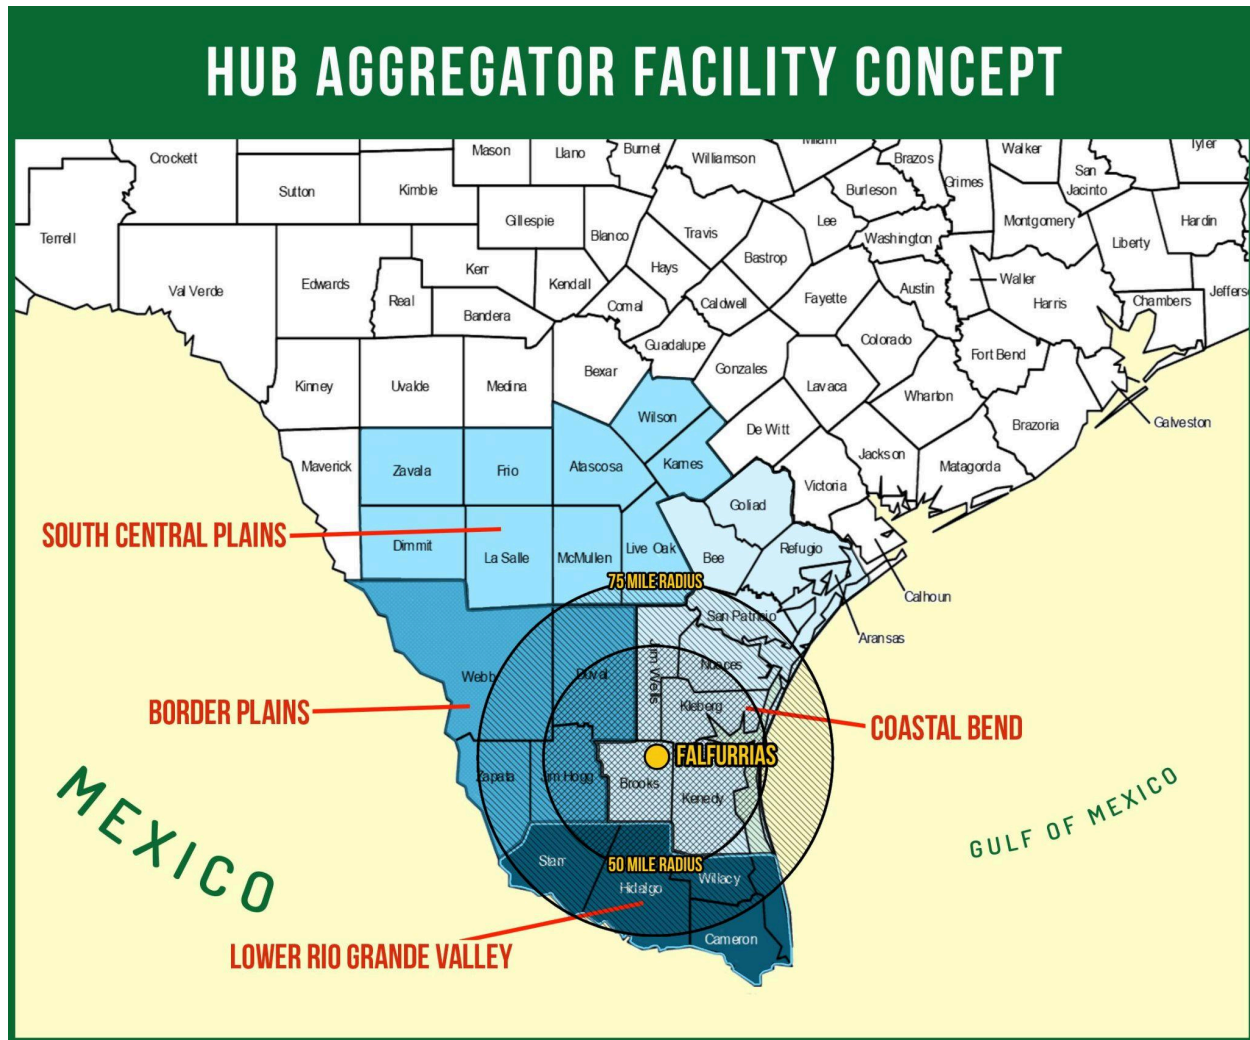 HUB AGGREGATOR FACILITY CONCEPT
Crockett
Mason
Llano
Burnet
Williamson
Milam
Brazos
Walker
Tyler
Sutton
Kimble
Burleson
Grimes
San
Jacinto
Gillespie
Blanco
Travis
Lee
Washington
Montgomery
Hardin
Liberty
Terrell
Kerr
Kendall
Hays
Bastrop
Val Verde
Edwards
Real
Bandera
Comal
Caldwell
Fayette
Austin
Waller
Harris
Chambers
Guadalupe
Colorado
Fort Bend
Kinney
Uvalde
Medina
Bexar
Gonzales
Lavaca
Wharton
Brazoria
Galveston
Wilson
De Witt
Maverick
Zavala
Frio
Atascosa
Karnes
Jackson
Matagorda
Victoria
Goliad
SOUTH CENTRAL PLAINS
Dimmit
La Salle
McMullen
Live Oak
Bee
Refugio
75 MILE RADIUS
Calhoun
San Patricio
Aransas
Jim Wells
Nueces
Webb
Duval
Kleberg
BORDER PLAINS
COASTAL BEND
FALFURRIAS
Zapata
Jim Hogg
Brooks
Kenedy
MEXICO
GULF OF MEXICO
Starr
50 MILE RADIUS
Hidalgo
Willacy
Cameron
LOWER RIO GRANDE VALLEY